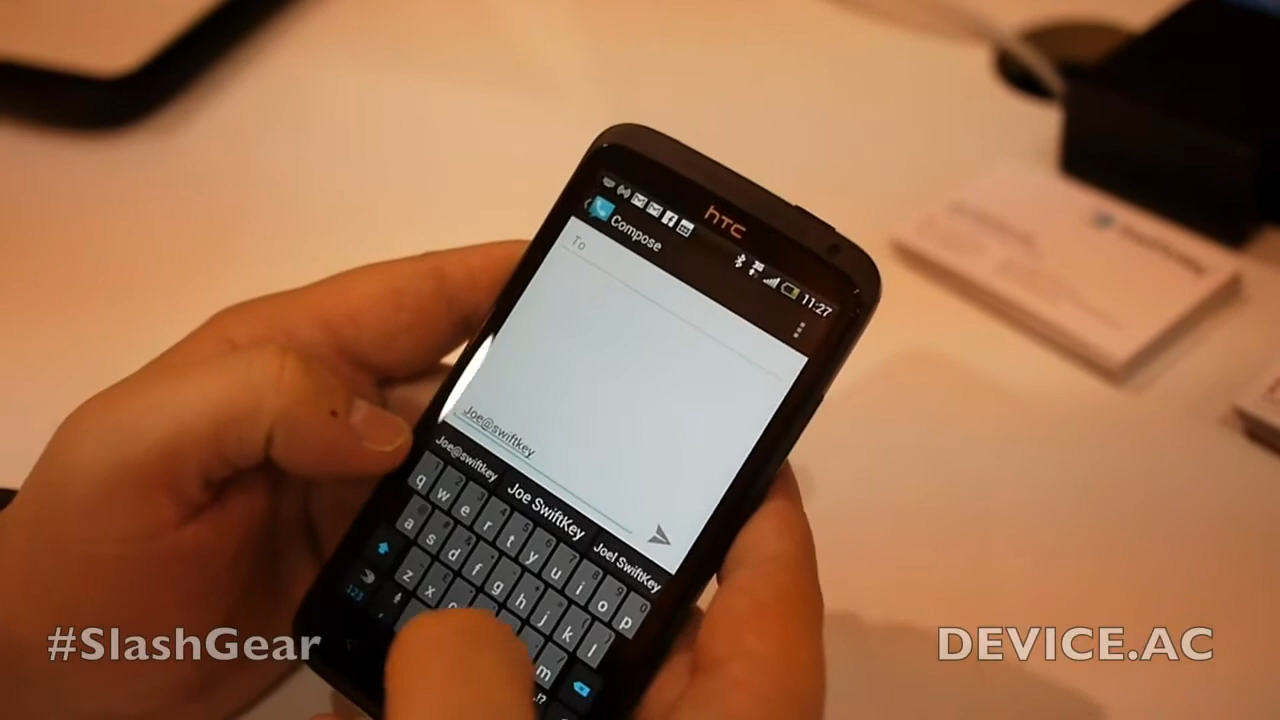 hTC
11:27
Compose
To
Joe@swiftkey
Joe@swiftkey
Joe SwiftKey
Joel SwiftKey
q w e r t y u i o p
a s d f g h j k l
z x c m
123
.!?
#SlashGear
DEVICE.AC